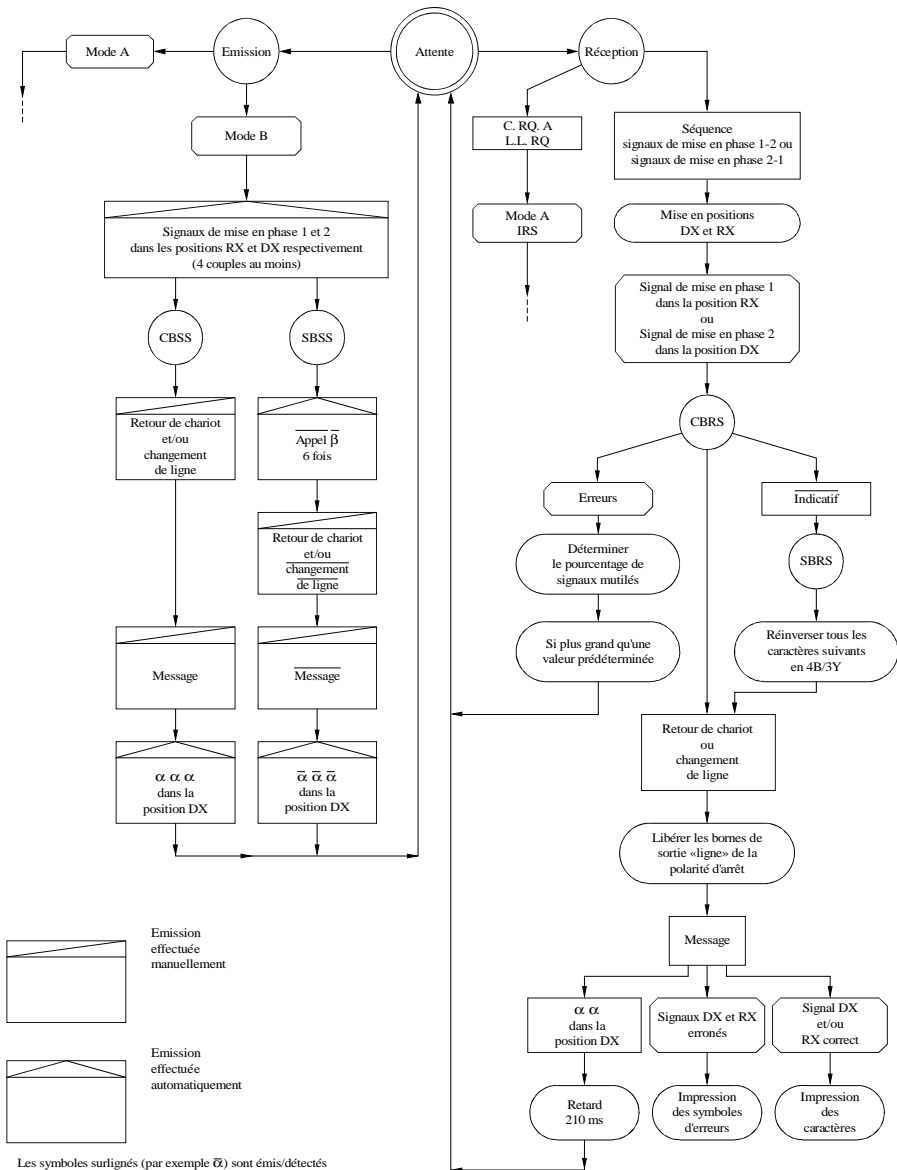 Mode A
Emission
Attente
Réception
Mode B
C. RQ. A
L.L. RQ
Séquence
signaux de mise en phase 1-2 ou
signaux de mise en phase 2-1
Mode A
IRS
Mise en positions
DX et RX
Signaux de mise en phase 1 et 2
dans les positions RX et DX respectivement
(4 couples au moins)
Signal de mise en phase 1
dans la position RX
ou
Signal de mise en phase 2
dans la position DX
CBSS
SBSS
CBRS
Retour de chariot
et/ou
changement
de ligne
A̅p̅p̅e̅l̅ β̅
6 fois
Erreurs
I̅n̅d̅i̅c̅a̅t̅i̅f̅
Retour de chariot
et/ou
c̅h̅a̅n̅g̅e̅m̅e̅n̅t̅
d̅e̅ l̅i̅g̅n̅e̅
Déterminer
le pourcentage de
signaux mutilés
SBRS
Message
M̅e̅s̅s̅a̅g̅e̅
Si plus grand qu'une
valeur prédéterminée
Réinverser tous les
caractères suivants
en 4B/3Y
α α α
dans la
position DX
α̅ α̅ α̅
dans la
position DX
Retour de chariot
ou
changement
de ligne
Libérer les bornes de
sortie «ligne» de la
polarité d'arrêt
Message
Emission
effectuée
manuellement
α α
dans la
position DX
Signaux DX et RX
erronés
Signal DX
et/ou
RX correct
Emission
effectuée
automatiquement
Retard
210 ms
Impression
des symboles
d'erreurs
Impression
des
caractères
Les symboles surlignés (par exemple α̅) sont émis/détectés